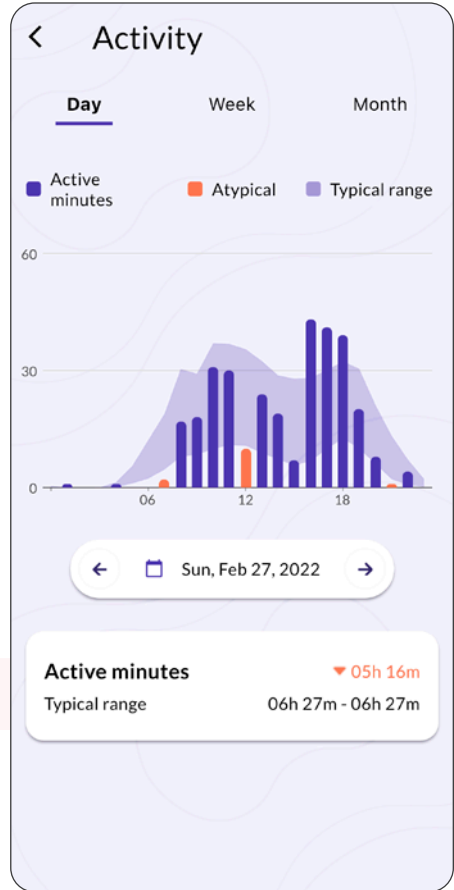 Activity
Day Week Month
Active
minutes
Atypical
Typical range
60
30
0
06 12 18
Sun, Feb 27, 2022
Active minutes 05h 16m
Typical range 06h 27m - 06h 27m